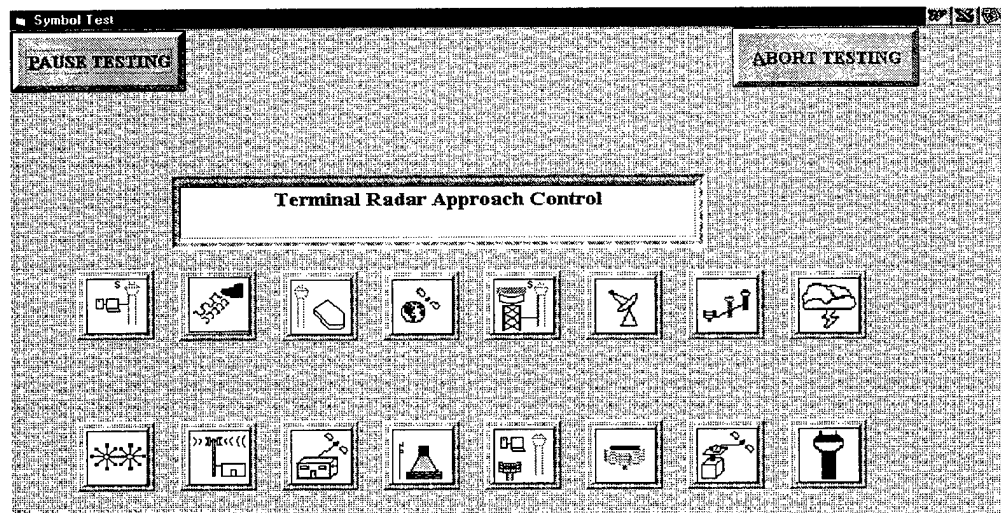 Symbol Test
PAUSE TESTING
ABORT TESTING
Terminal Radar Approach Control
S
S